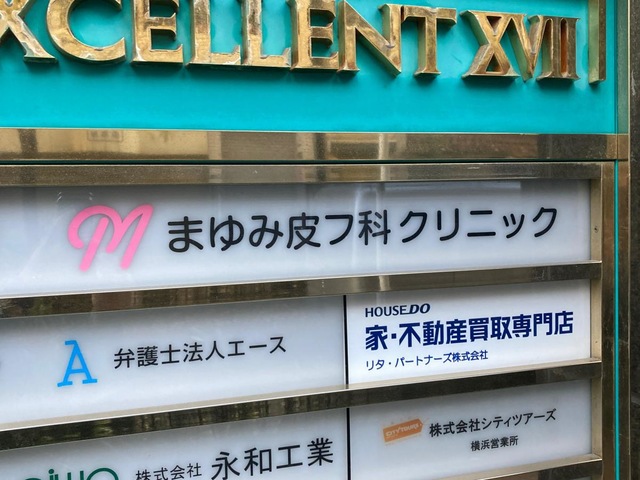 XCELLENT XVII
M まゆみ皮フ科クリニック
A 弁護士法人エース
HOUSE DO
家・不動産買取専門店
リタ・パートナーズ株式会社
株式会社 永和工業
株式会社シティツアーズ
横浜営業所